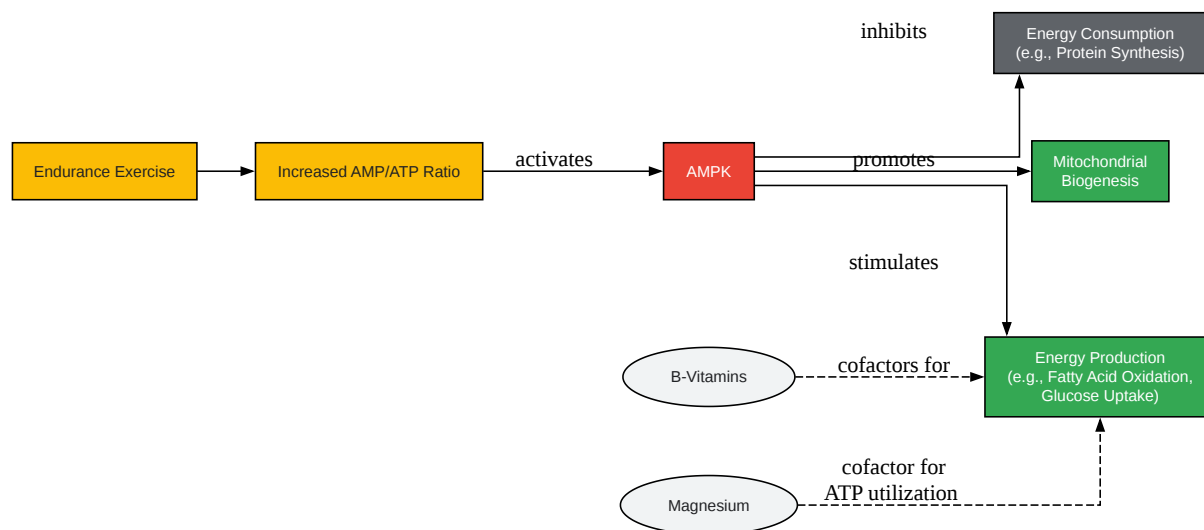 inhibits
Energy Consumption
(e.g., Protein Synthesis)
Endurance Exercise
Increased AMP/ATP Ratio
activates
AMPK
promotes
Mitochondrial
Biogenesis
stimulates
B-Vitamins
cofactors for
Energy Production
(e.g., Fatty Acid Oxidation,
Glucose Uptake)
Magnesium
cofactor for
ATP utilization